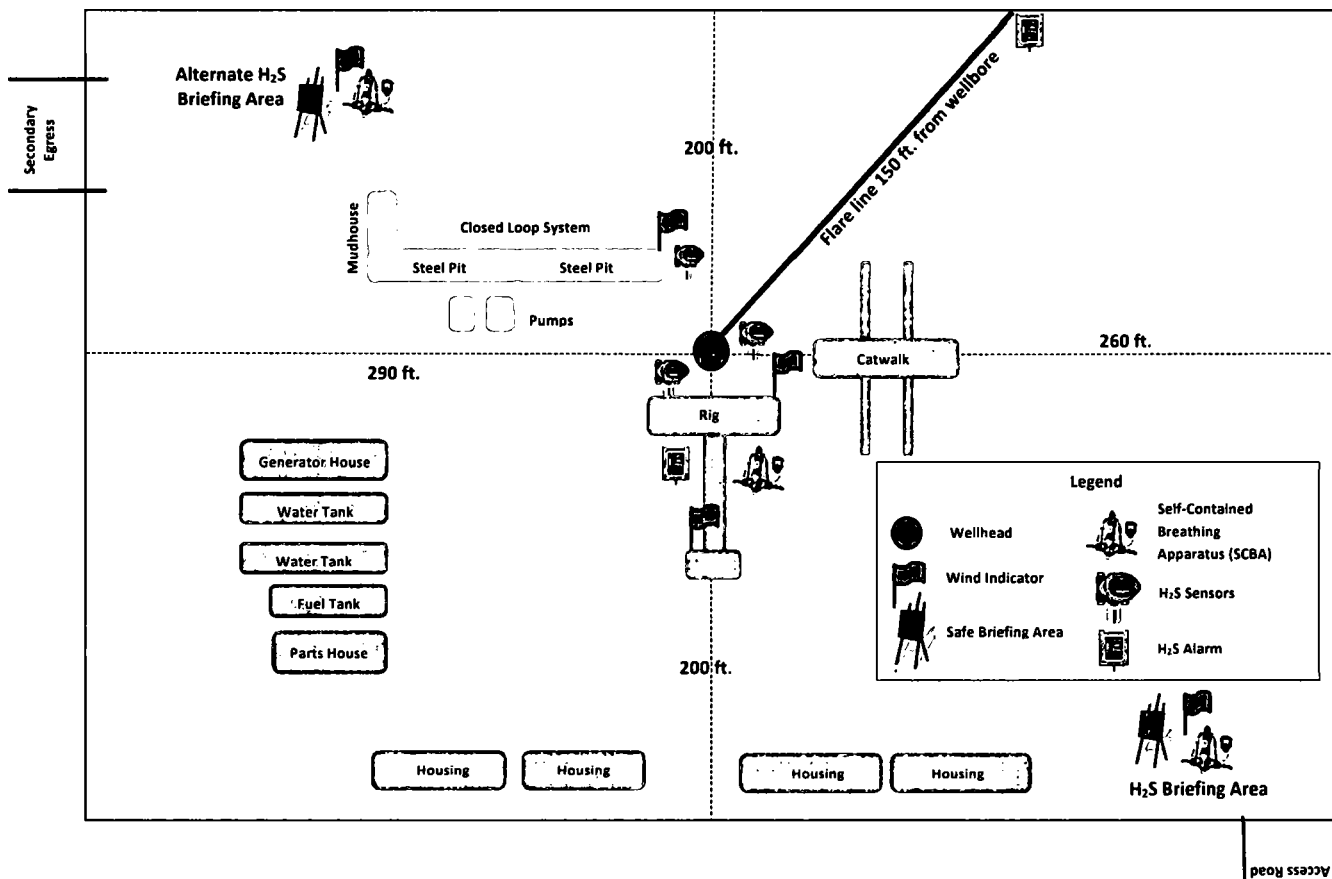 Alternate H₂S
Briefing Area
Secondary
Egress
200 ft.
Flare line 150 ft. from wellbore
Mudhouse
Closed Loop System
Steel Pit
Steel Pit
Pumps
290 ft.
260 ft.
Catwalk
Rig
Generator House
Water Tank
Water Tank
Fuel Tank
Parts House
200 ft.
Legend
Wellhead
Wind Indicator
Safe Briefing Area
Self-Contained
Breathing
Apparatus (SCBA)
H₂S Sensors
H₂S Alarm
Housing
Housing
Housing
Housing
H₂S Briefing Area
Access Road